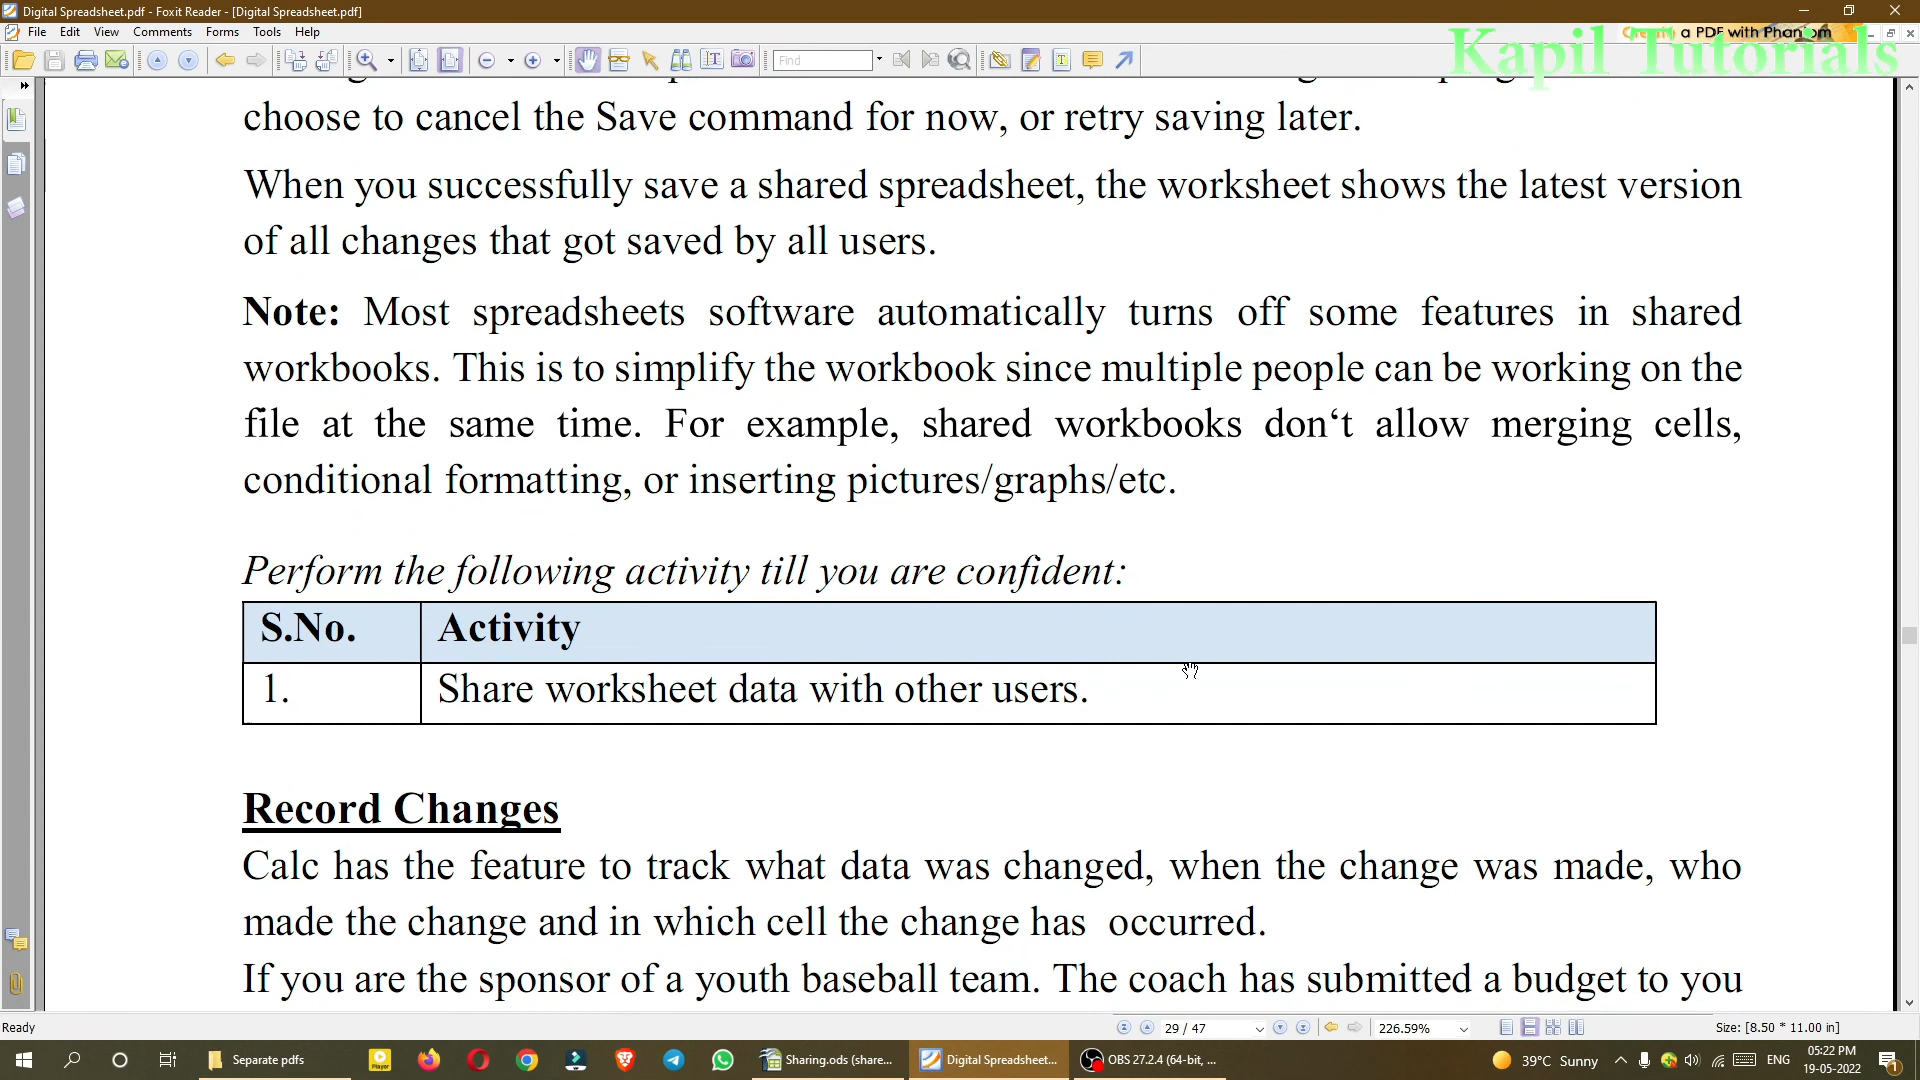 Digital Spreadsheet.pdf - Foxit Reader - [Digital Spreadsheet.pdf]
File Edit View Comments Forms Tools Help
a PDF with
Kapil Tutorials
Find
choose to cancel the Save command for now, or retry saving later.
When you successfully save a shared spreadsheet, the worksheet shows the latest version
of all changes that got saved by all users.
Note: Most spreadsheets software automatically turns off some features in shared
workbooks. This is to simplify the workbook since multiple people can be working on the
file at the same time. For example, shared workbooks don‘t allow merging cells,
conditional formatting, or inserting pictures/graphs/etc.
Perform the following activity till you are confident:
S.No. Activity
1. Share worksheet data with other users.
Record Changes
Calc has the feature to track what data was changed, when the change was made, who
made the change and in which cell the change has occurred.
If you are the sponsor of a youth baseball team. The coach has submitted a budget to you
Ready
29 / 47
226.59%
Size: [8.50 * 11.00 in]
Separate pdfs
Player
Sharing.ods (share...
Digital Spreadsheet...
OBS 27.2.4 (64-bit, ...
39°C Sunny
ENG
05:22 PM
19-05-2022
1